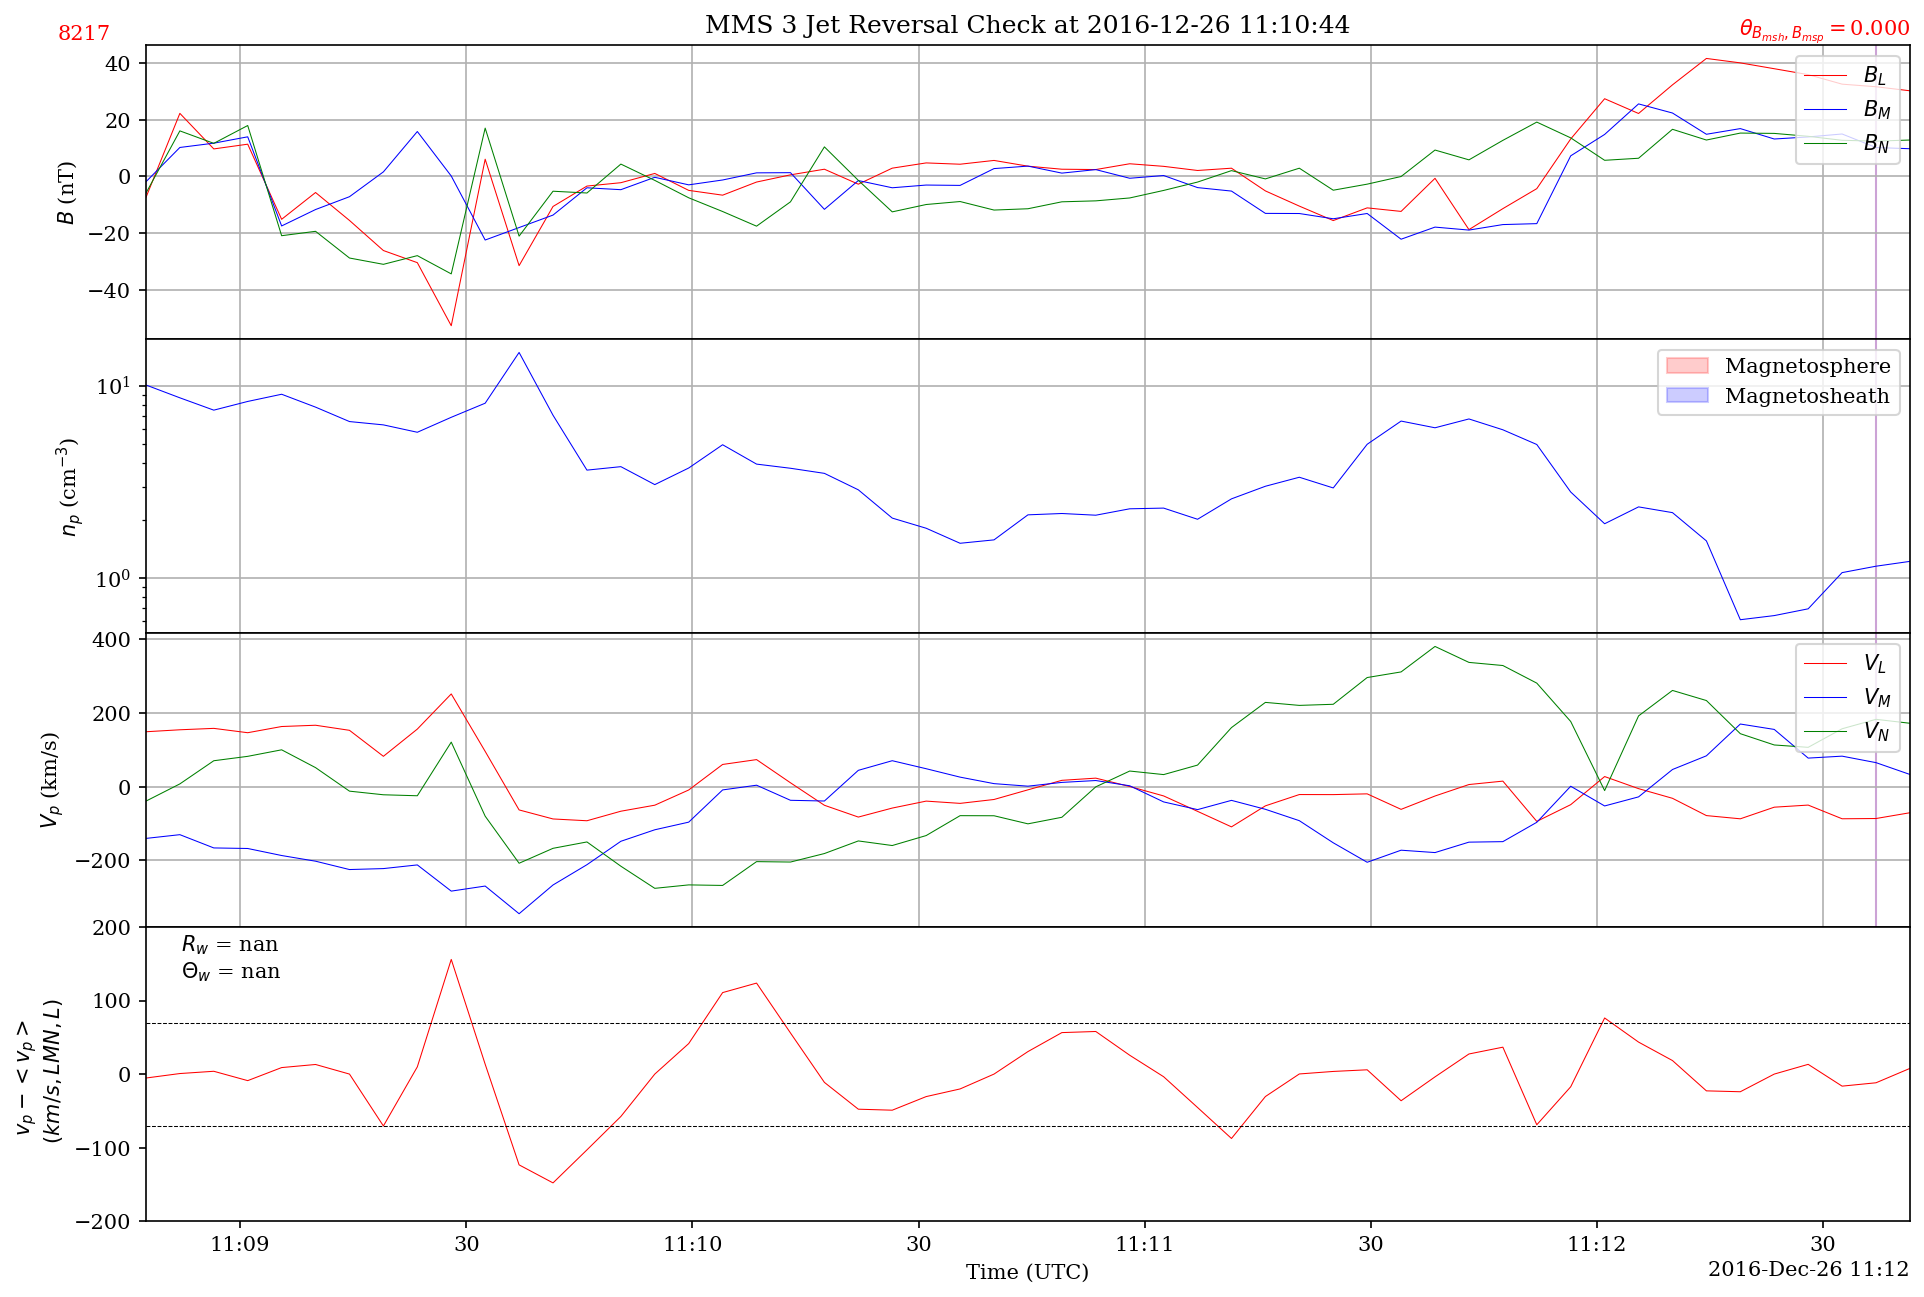 MMS 3 Jet Reversal Check at 2016-12-26 11:10:44
8217
θ_{B_{msh}, B_{msp}} = 0.000
40
20
0
−20
−40
B (nT)
B_L
B_M
B_N
10^1
10^0
n_p (cm^{−3})
Magnetosphere
Magnetosheath
400
200
0
−200
V_p (km/s)
V_L
V_M
V_N
200
100
0
−100
−200
v_p − <v_p>
(km/s, LMN, L)
R_w = nan
Θ_w = nan
11:09
30
11:10
30
11:11
30
11:12
30
Time (UTC)
2016-Dec-26 11:12